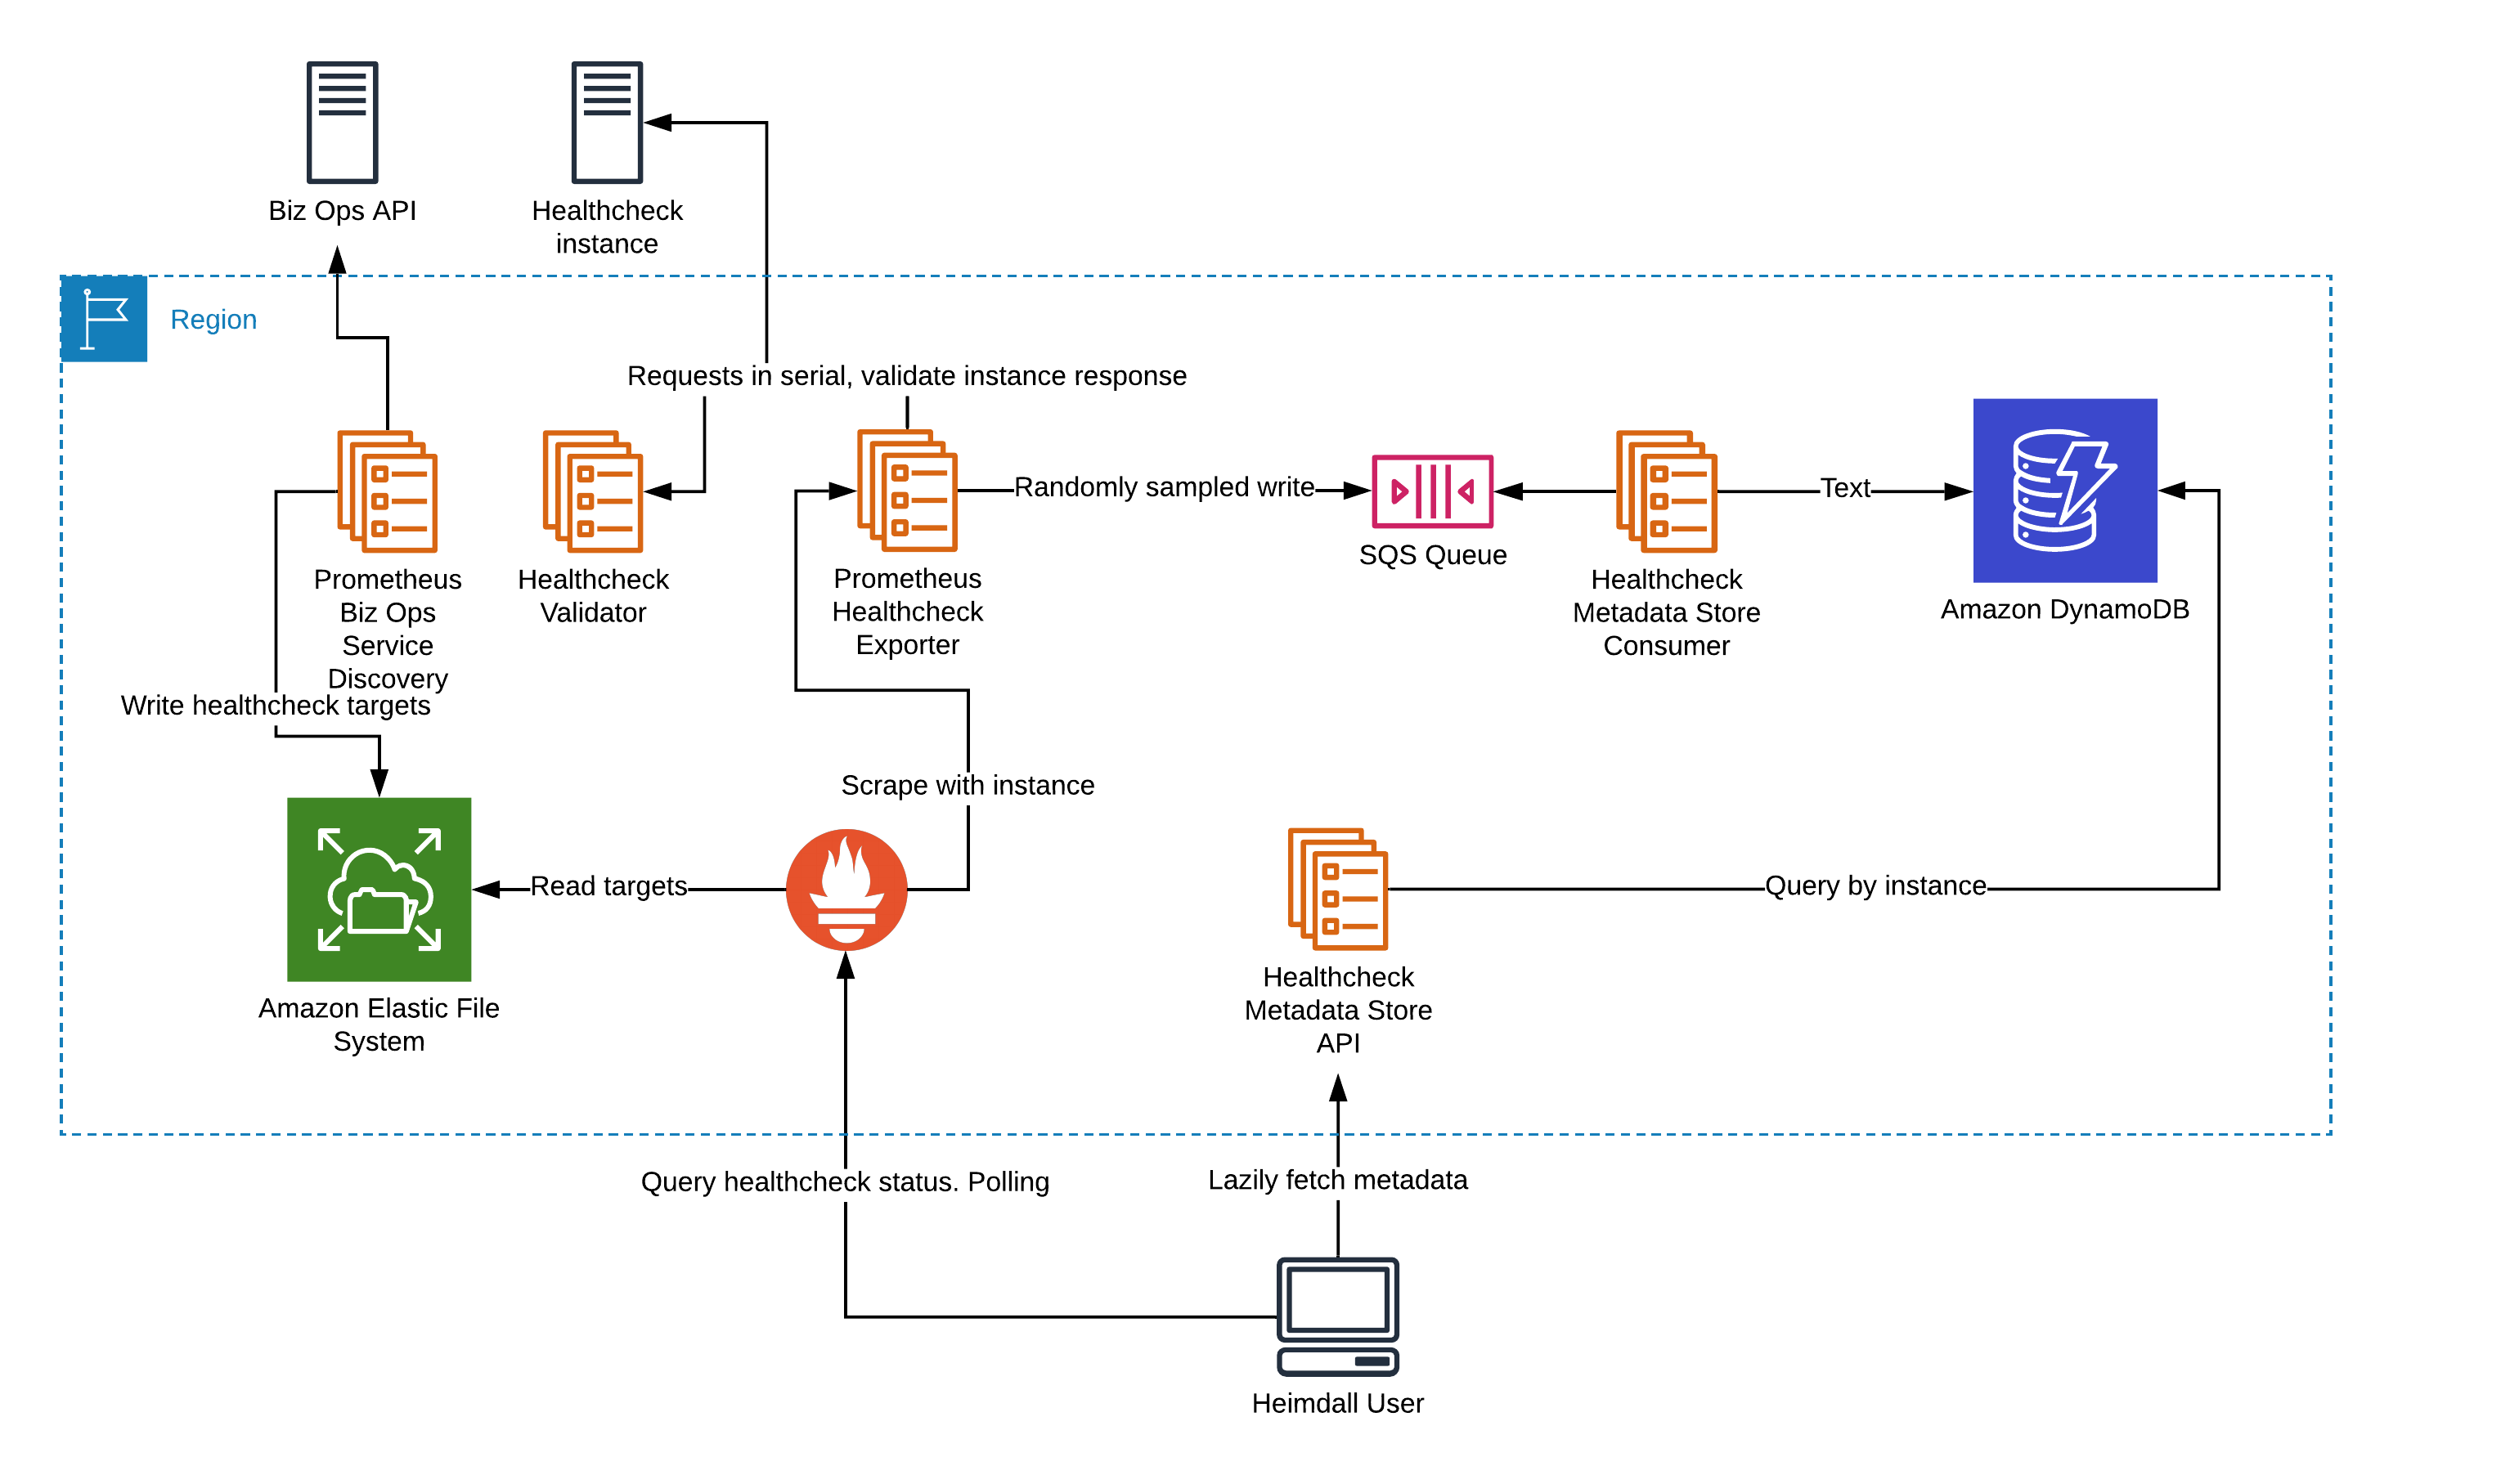 Biz Ops API
Healthcheck
instance
Region
Requests in serial, validate instance response
Prometheus
Biz Ops
Service
Discovery
Healthcheck
Validator
Prometheus
Healthcheck
Exporter
Randomly sampled write
SQS Queue
Healthcheck
Metadata Store
Consumer
Text
Amazon DynamoDB
Write healthcheck targets
Scrape with instance
Read targets
Amazon Elastic File
System
Healthcheck
Metadata Store
API
Query by instance
Query healthcheck status. Polling
Lazily fetch metadata
Heimdall User